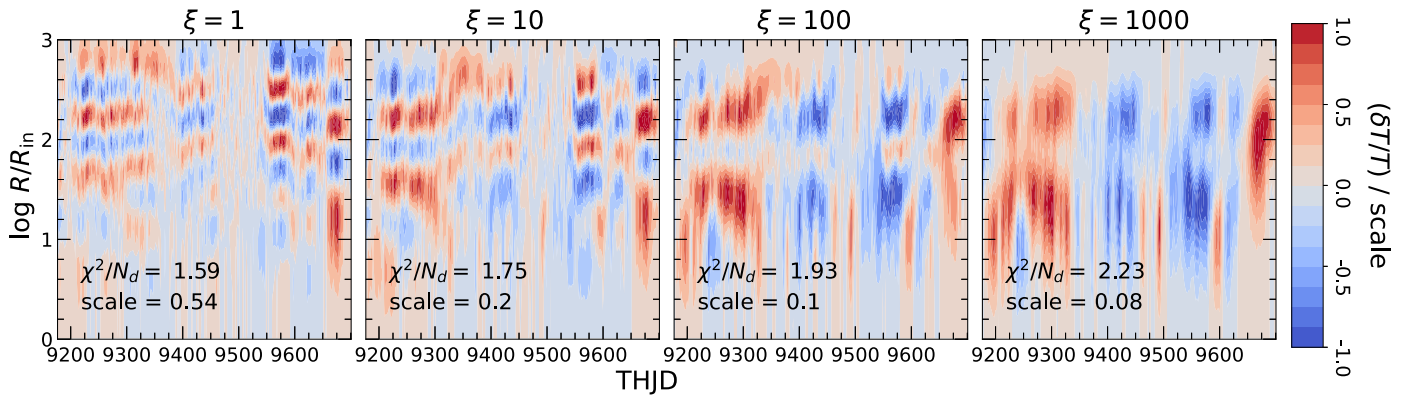 ξ = 1
ξ = 10
ξ = 100
ξ = 1000
log R/R_in
3
2
1
0
χ²/N_d = 1.59
scale = 0.54
χ²/N_d = 1.75
scale = 0.2
χ²/N_d = 1.93
scale = 0.1
χ²/N_d = 2.23
scale = 0.08
9200 9300 9400 9500 9600
9200 9300 9400 9500 9600
9200 9300 9400 9500 9600
9200 9300 9400 9500 9600
THJD
1.0
0.5
0.0
-0.5
-1.0
(δT/T) / scale